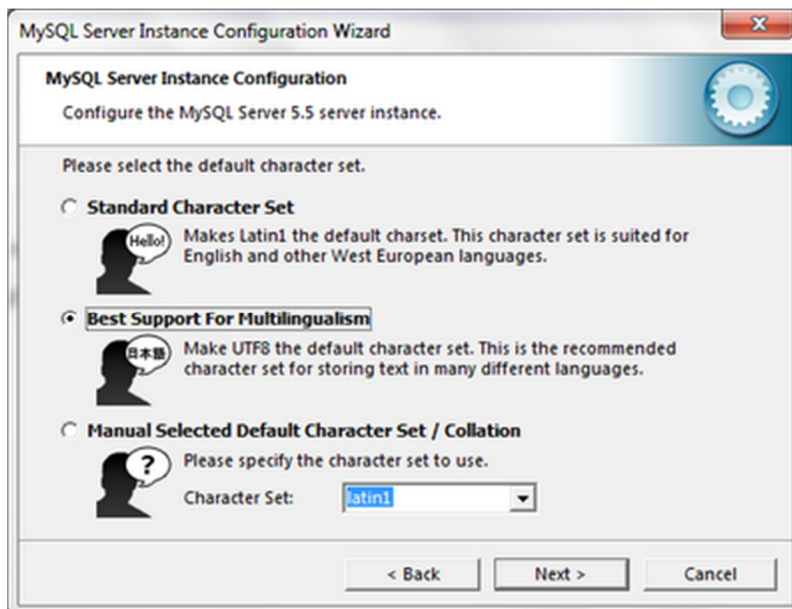 MySQL Server Instance Configuration Wizard
MySQL Server Instance Configuration
Configure the MySQL Server 5.5 server instance.
Please select the default character set.
Standard Character Set
Hello!
Makes Latin1 the default charset. This character set is suited for
English and other West European languages.
Best Support For Multilingualism
日本語
Make UTF8 the default character set. This is the recommended
character set for storing text in many different languages.
Manual Selected Default Character Set / Collation
?
Please specify the character set to use.
Character Set: latin1
< Back Next > Cancel